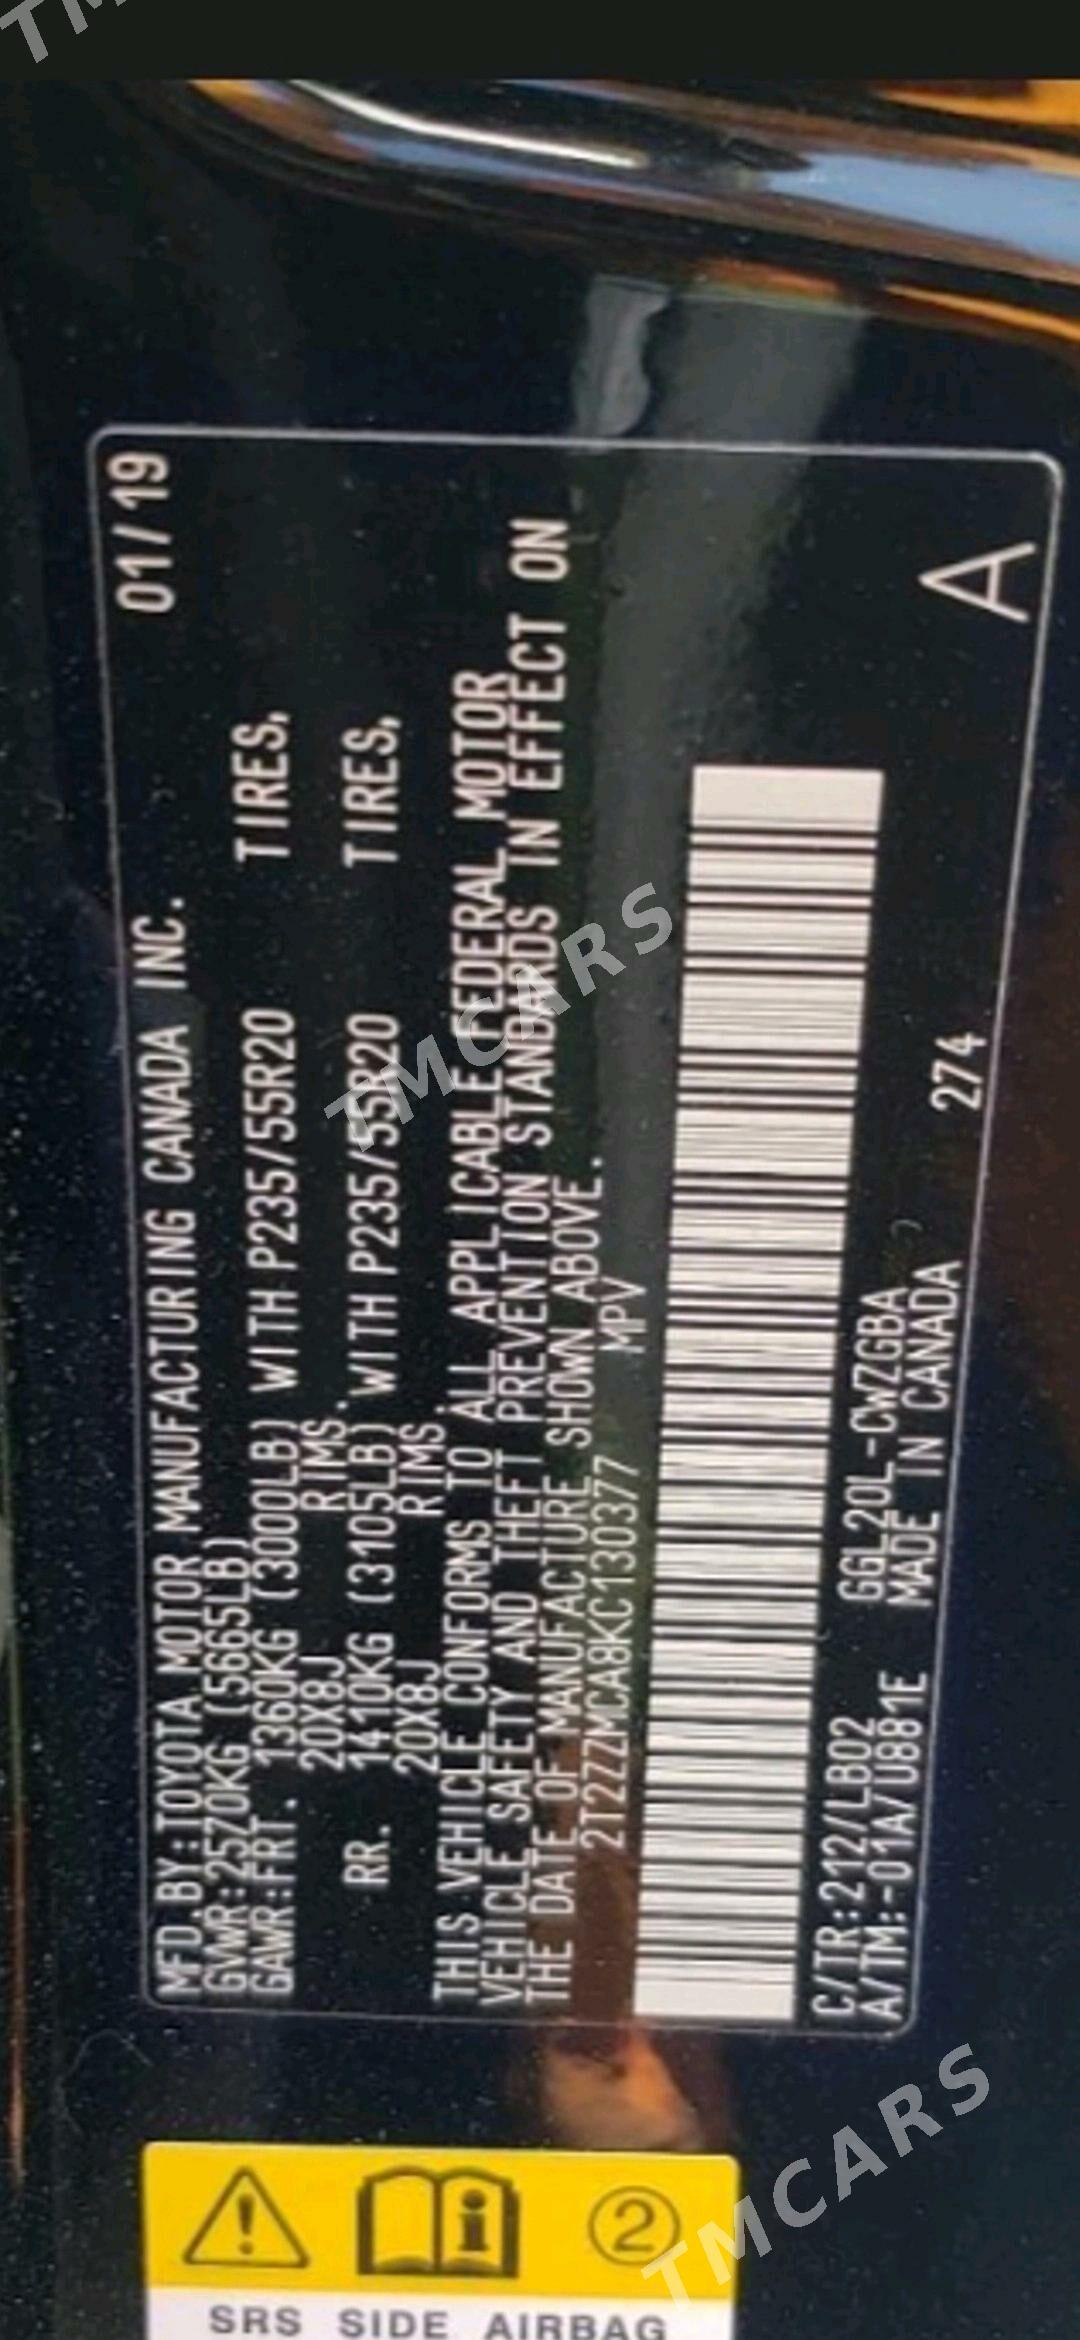 MFD.BY:TOYOTA MOTOR MANUFACTURING CANADA INC. 01/19
GVWR:2570KG (5665LB)
GAWR:FRT. 1360KG (3000LB) WITH P235/55R20 TIRES,
20X8J RIMS.
RR. 1410KG (3105LB) WITH P235/55R20 TIRES,
20X8J RIMS.
THIS VEHICLE CONFORMS TO ALL APPLICABLE FEDERAL MOTOR
VEHICLE SAFETY AND THEFT PREVENTION STANDARDS IN EFFECT ON
THE DATE OF MANUFACTURE SHOWN ABOVE.
2T2ZZMCA8KC130377 MPV
C/TR:212/LB02 GGL20L-CWZGBA
A/TM:-01A/U881E MADE IN CANADA 274
A
2
SRS SIDE AIRBAG
TMCARS
TMCARS